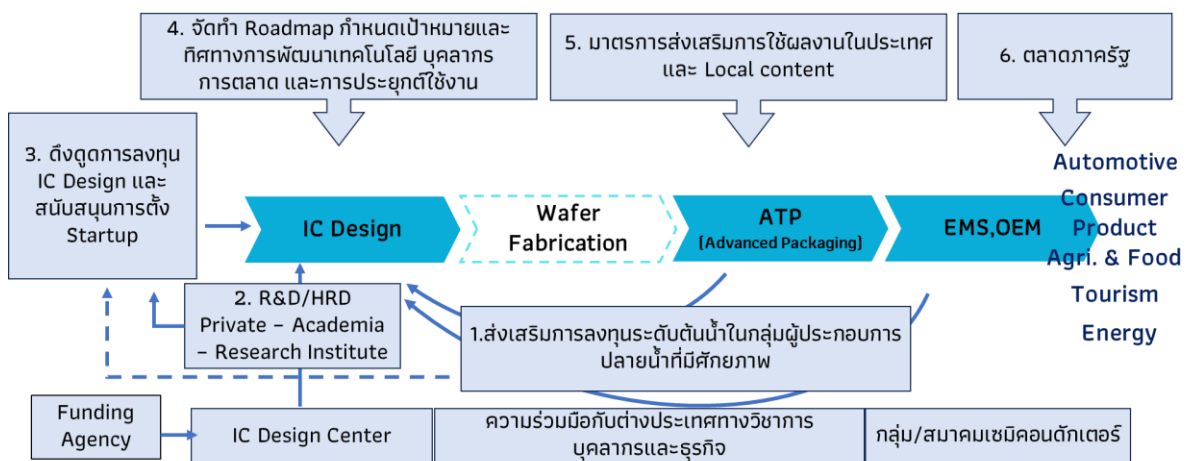 4. จัดทำ Roadmap กำหนดเป้าหมายและ
ทิศทางการพัฒนาเทคโนโลยี บุคลากร
การตลาด และการประยุกต์ใช้งาน
5. มาตรการส่งเสริมการใช้ผลงานในประเทศ
และ Local content
6. ตลาดภาครัฐ
3. ดึงดูดการลงทุน
IC Design และ
สนับสนุนการตั้ง
Startup
IC Design
Wafer
Fabrication
ATP
(Advanced Packaging)
EMS,OEM
Automotive
Consumer
Product
Agri. & Food
Tourism
Energy
2. R&D/HRD
Private – Academia
– Research Institute
1.ส่งเสริมการลงทุนระดับต้นน้ำในกลุ่มผู้ประกอบการ
ปลายน้ำที่มีศักยภาพ
Funding
Agency
IC Design Center
ความร่วมมือกับต่างประเทศทางวิชาการ
บุคลากรและธุรกิจ
กลุ่ม/สมาคมเซมิคอนดักเตอร์